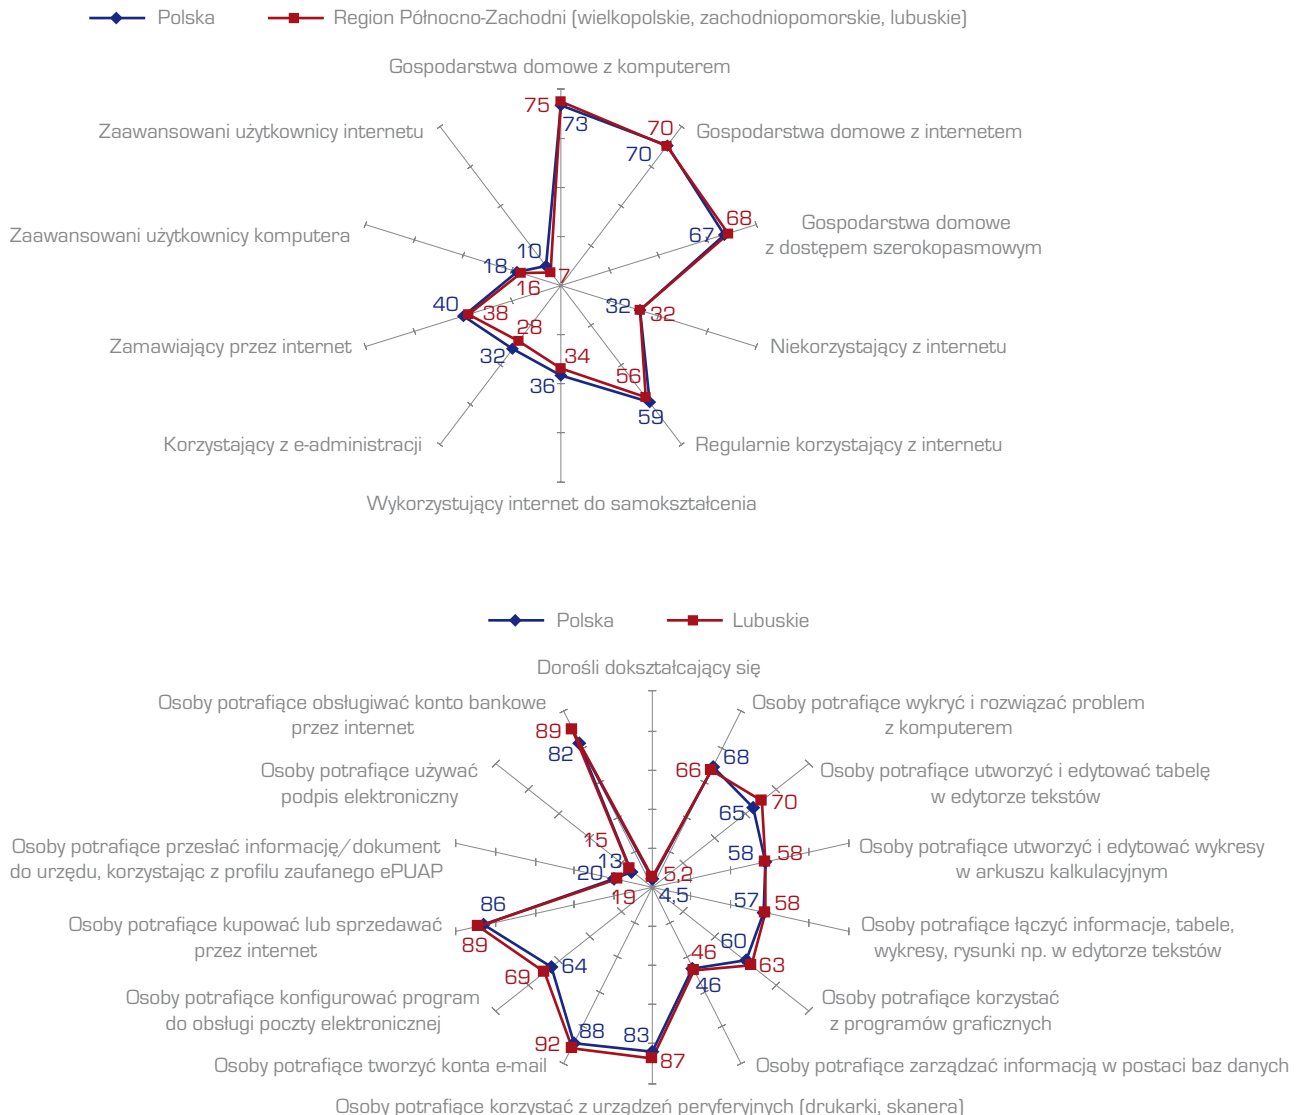 Polska
Region Północno-Zachodni (wielkopolskie, zachodniopomorskie, lubuskie)
Gospodarstwa domowe z komputerem
Zaawansowani użytkownicy internetu
Gospodarstwa domowe z internetem
Zaawansowani użytkownicy komputera
Gospodarstwa domowe
z dostępem szerokopasmowym
Zamawiający przez internet
Niekorzystający z internetu
Korzystający z e-administracji
Regularnie korzystający z internetu
Wykorzystujący internet do samokształcenia
75
73
70
70
68
67
32
32
56
59
34
36
28
32
40
38
18
16
10
7
Polska
Lubuskie
Dorośli dokształcający się
Osoby potrafiące obsługiwać konto bankowe
przez internet
Osoby potrafiące wykryć i rozwiązać problem
z komputerem
Osoby potrafiące używać
podpis elektroniczny
Osoby potrafiące utworzyć i edytować tabelę
w edytorze tekstów
Osoby potrafiące przesłać informację/dokument
do urzędu, korzystając z profilu zaufanego ePUAP
Osoby potrafiące utworzyć i edytować wykresy
w arkuszu kalkulacyjnym
Osoby potrafiące kupować lub sprzedawać
przez internet
Osoby potrafiące łączyć informacje, tabele,
wykresy, rysunki np. w edytorze tekstów
Osoby potrafiące konfigurować program
do obsługi poczty elektronicznej
Osoby potrafiące korzystać
z programów graficznych
Osoby potrafiące tworzyć konta e-mail
Osoby potrafiące zarządzać informacją w postaci baz danych
Osoby potrafiące korzystać z urządzeń peryferyjnych (drukarki, skanera)
89
82
66
68
65
70
58
58
57
58
60
63
46
46
83
87
88
92
64
69
86
89
20
19
15
13
5,2
4,5